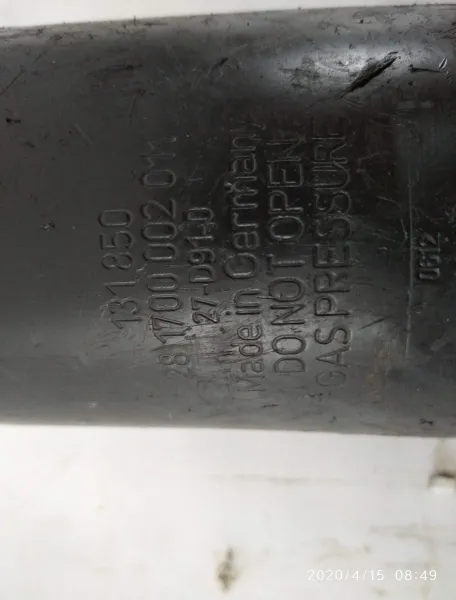 131 850
28 1700 002 011
27-D91-0
Made in Germany
DO NOT OPEN
GAS PRESSURE
0612
2020/4/15 08:49